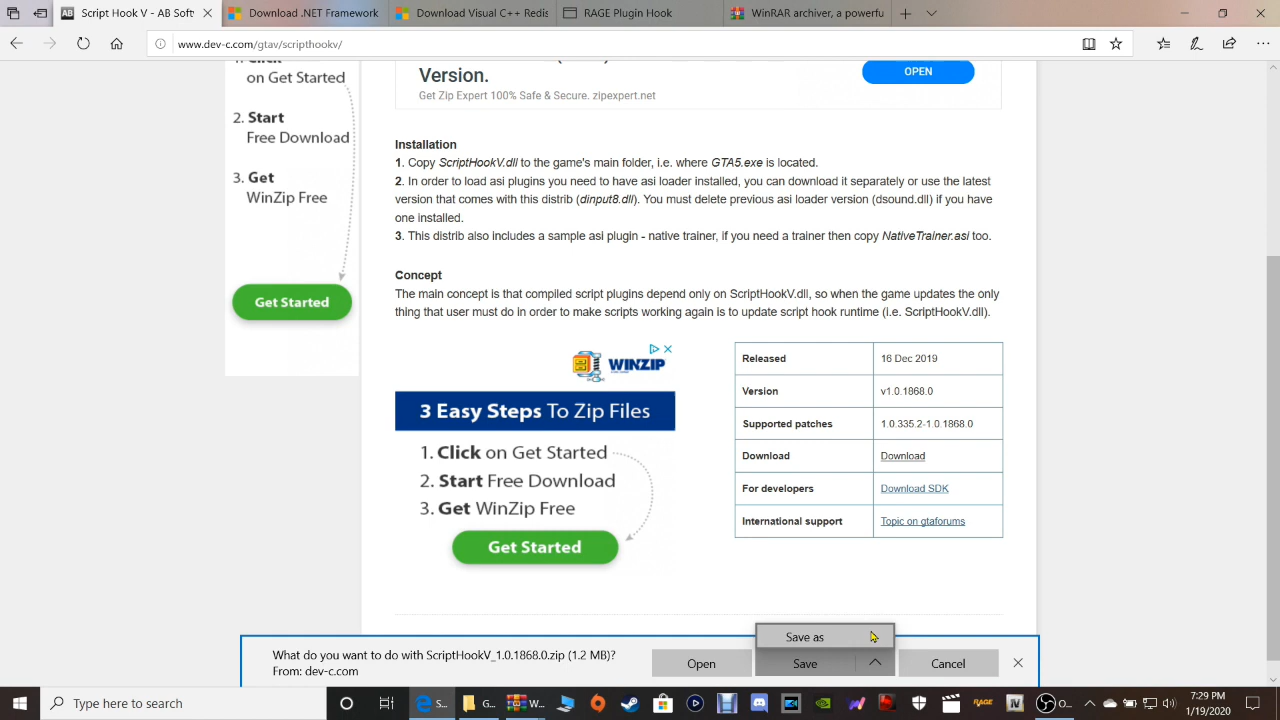 Script Hook V - AB Soft
Download .NET Framework
Download Visual C++ Redis
RAGE Plugin Hook
WinRAR archiver, a powerfu
www.dev-c.com/gtav/scripthookv/
1. Click
on Get Started
2. Start
Free Download
3. Get
WinZip Free
Get Started
Version.
Get Zip Expert 100% Safe & Secure. zipexpert.net
OPEN
Installation
1. Copy ScriptHookV.dll to the game's main folder, i.e. where GTA5.exe is located.
2. In order to load asi plugins you need to have asi loader installed, you can download it separately or use the latest
version that comes with this distrib (dinput8.dll). You must delete previous asi loader version (dsound.dll) if you have
one installed.
3. This distrib also includes a sample asi plugin - native trainer, if you need a trainer then copy NativeTrainer.asi too.
Concept
The main concept is that compiled script plugins depend only on ScriptHookV.dll, so when the game updates the only
thing that user must do in order to make scripts working again is to update script hook runtime (i.e. ScriptHookV.dll).
WINZIP
3 Easy Steps To Zip Files
1. Click on Get Started
2. Start Free Download
3. Get WinZip Free
Get Started
Released 16 Dec 2019
Version v1.0.1868.0
Supported patches 1.0.335.2-1.0.1868.0
Download Download
For developers Download SDK
International support Topic on gtaforums
Save as
What do you want to do with ScriptHookV_1.0.1868.0.zip (1.2 MB)?
From: dev-c.com
Open
Save
Cancel
Type here to search
S...
G...
W...
RAGE
O...
7:29 PM
1/19/2020